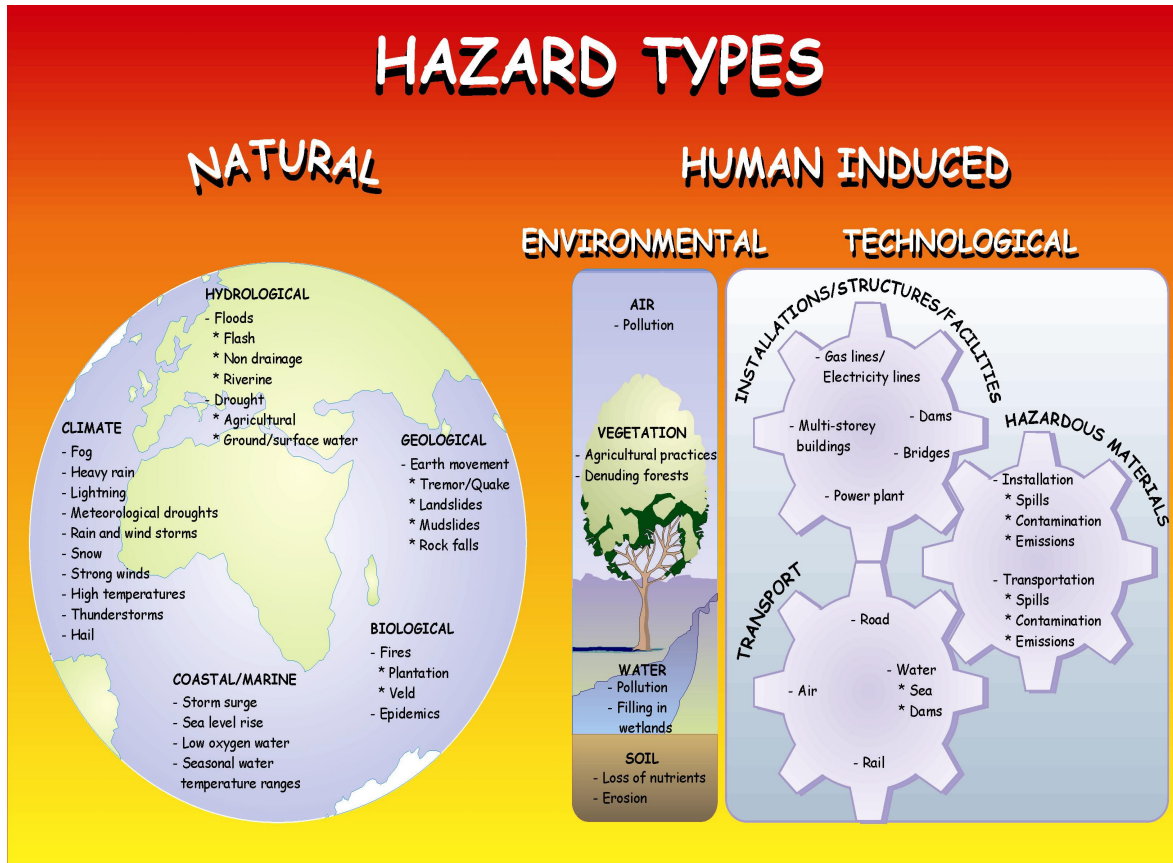 HAZARD TYPES
NATURAL
HYDROLOGICAL
- Floods
* Flash
* Non drainage
* Riverine
- Drought
* Agricultural
* Ground/surface water
CLIMATE
- Fog
- Heavy rain
- Lightning
- Meteorological droughts
- Rain and wind storms
- Snow
- Strong winds
- High temperatures
- Thunderstorms
- Hail
GEOLOGICAL
- Earth movement
* Tremor/Quake
* Landslides
* Mudslides
* Rock falls
BIOLOGICAL
- Fires
* Plantation
* Veld
- Epidemics
COASTAL/MARINE
- Storm surge
- Sea level rise
- Low oxygen water
- Seasonal water
temperature ranges
HUMAN INDUCED
ENVIRONMENTAL
AIR
- Pollution
VEGETATION
- Agricultural practices
- Denuding forests
WATER
- Pollution
- Filling in
wetlands
SOIL
- Loss of nutrients
- Erosion
TECHNOLOGICAL
INSTALLATIONS/STRUCTURES/FACILITIES
- Gas lines/
Electricity lines
- Dams
- Multi-storey
buildings
- Bridges
- Power plant
HAZARDOUS MATERIALS
- Installation
* Spills
* Contamination
* Emissions
- Transportation
* Spills
* Contamination
* Emissions
TRANSPORT
- Road
- Water
* Sea
* Dams
- Air
- Rail